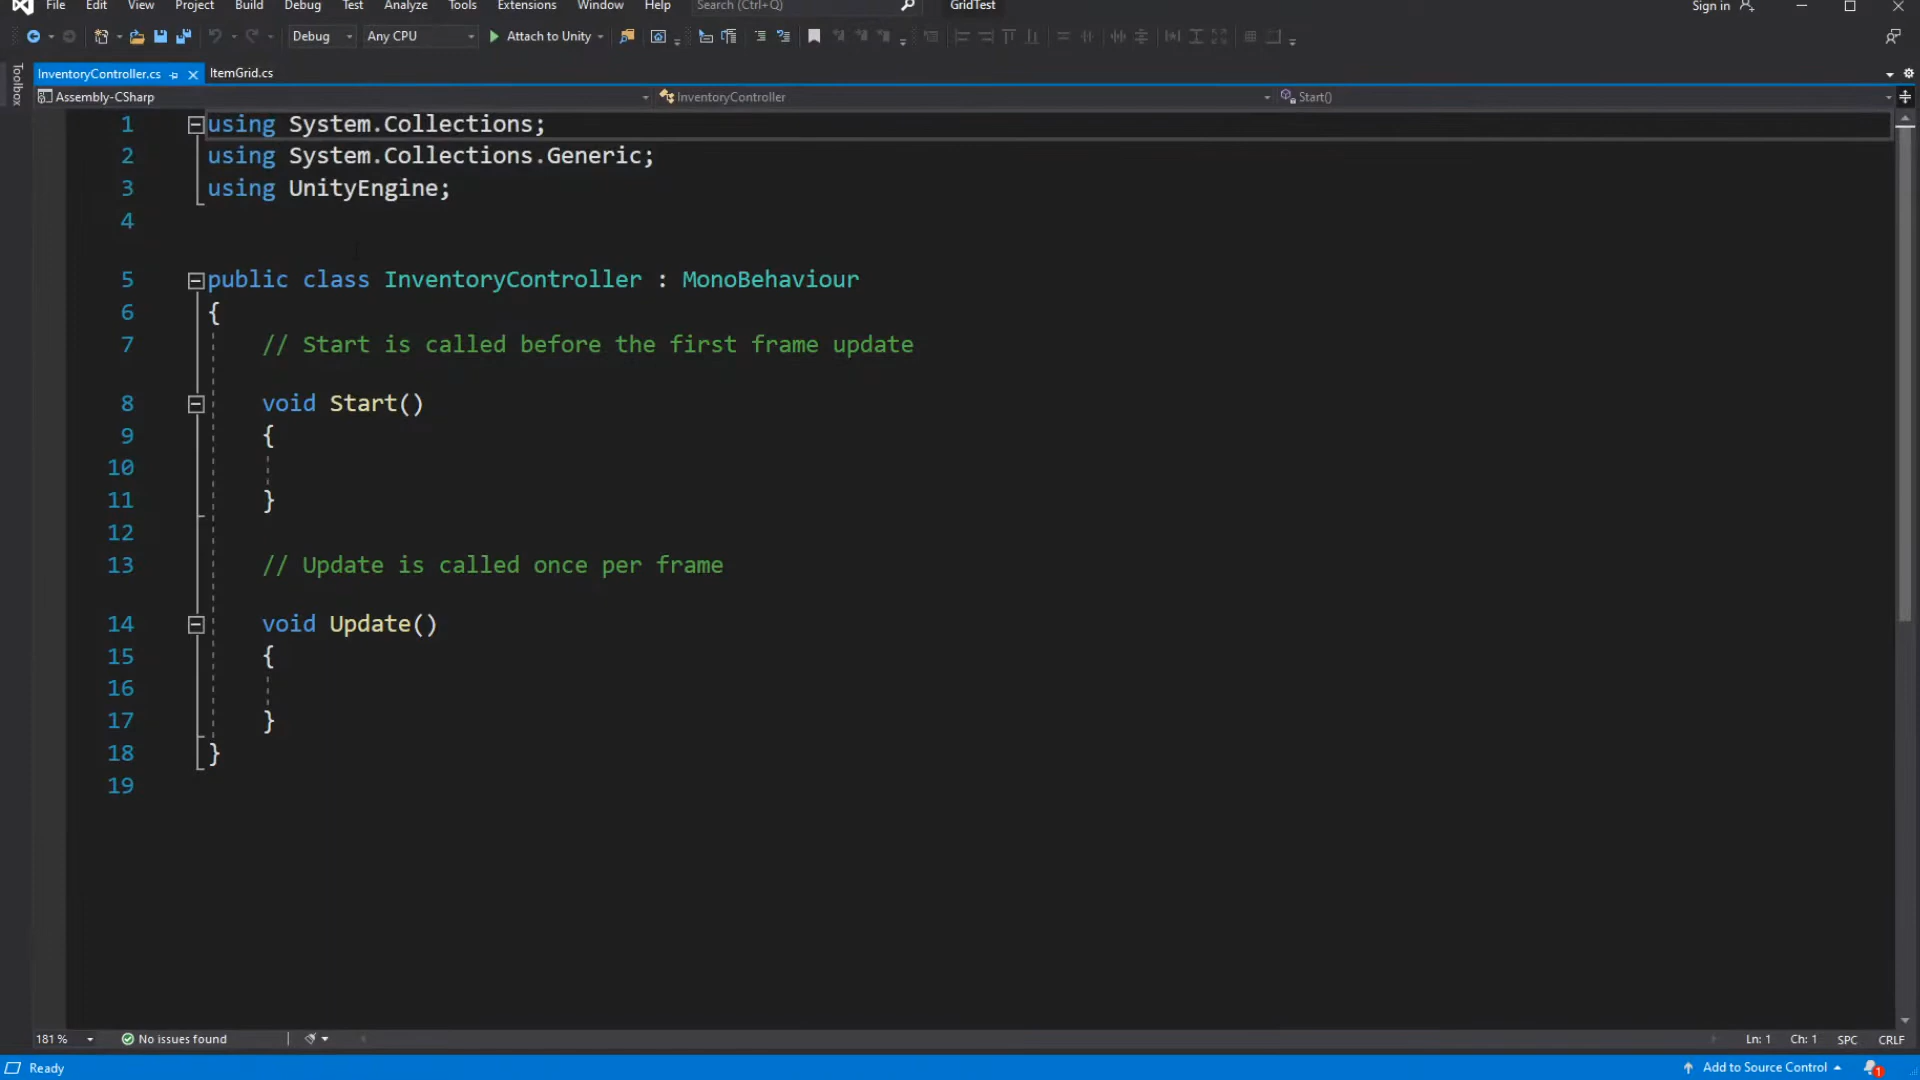 File Edit View Project Build Debug Test Analyze Tools Extensions Window Help Search (Ctrl+Q) GridTest Sign in
Debug Any CPU Attach to Unity
Toolbox
InventoryController.cs ItemGrid.cs
Assembly-CSharp InventoryController Start()
1 using System.Collections;
2 using System.Collections.Generic;
3 using UnityEngine;
4
5 public class InventoryController : MonoBehaviour
6 {
7 // Start is called before the first frame update
8 void Start()
9 {
10
11 }
12
13 // Update is called once per frame
14 void Update()
15 {
16
17 }
18 }
19
181 % No issues found Ln: 1 Ch: 1 SPC CRLF
Ready Add to Source Control 1